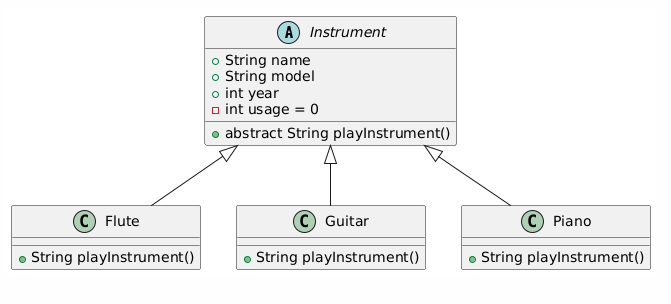 A Instrument
String name
String model
int year
int usage = 0
abstract String playInstrument()
C Flute
String playInstrument()
C Guitar
String playInstrument()
C Piano
String playInstrument()